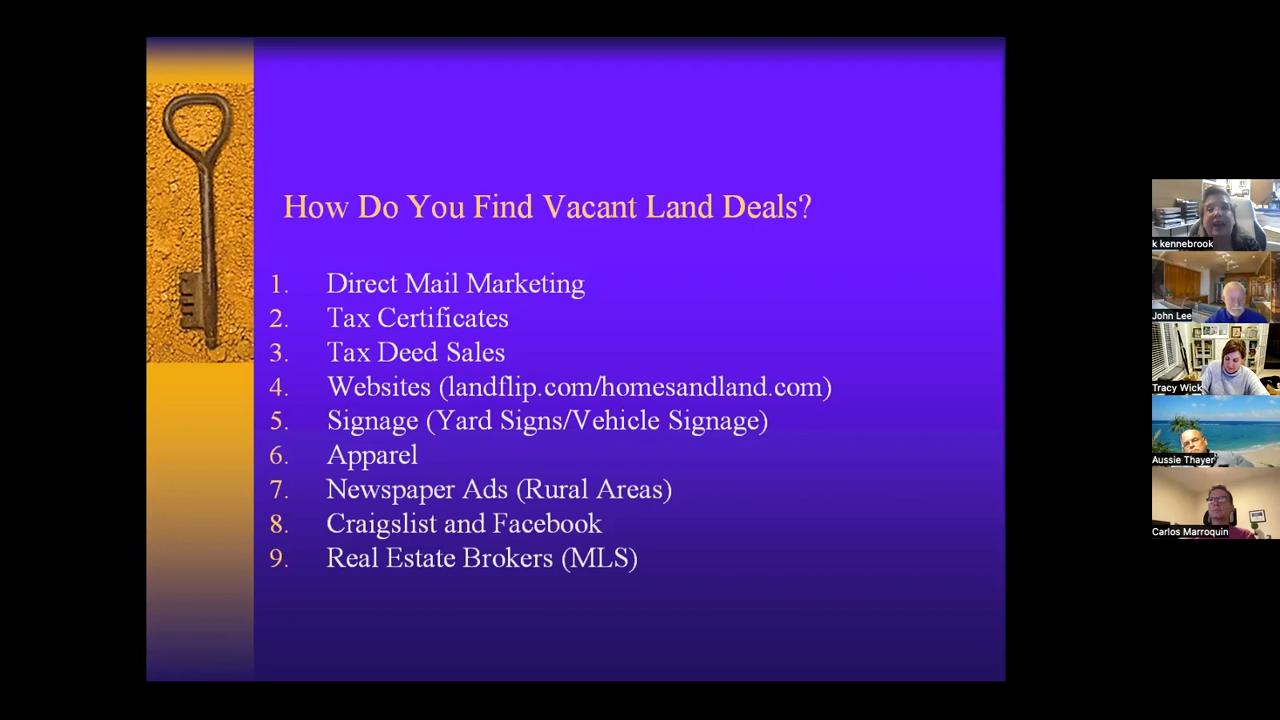 How Do You Find Vacant Land Deals?
1. Direct Mail Marketing
2. Tax Certificates
3. Tax Deed Sales
4. Websites (landflip.com/homesandland.com)
5. Signage (Yard Signs/Vehicle Signage)
6. Apparel
7. Newspaper Ads (Rural Areas)
8. Craigslist and Facebook
9. Real Estate Brokers (MLS)
k kennebrook
John Lee
Tracy Wick
Aussie Thayer
Carlos Marroquin